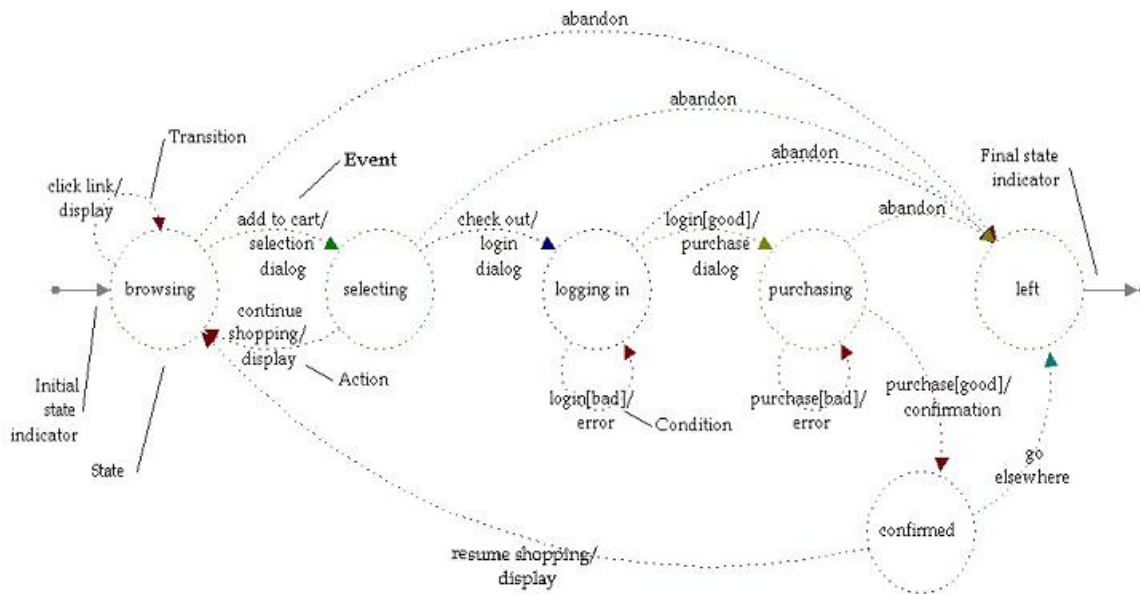 abandon
abandon
Transition
Event
abandon
Final state
indicator
click link/
display
add to cart/
selection
dialog
check out/
login
dialog
login[good]/
purchase
dialog
abandon
browsing
selecting
logging in
purchasing
left
continue
shopping/
display
Action
Initial
state
indicator
State
login[bad]/
error
Condition
purchase[bad]/
error
purchase[good]/
confirmation
go
elsewhere
confirmed
resume shopping/
display